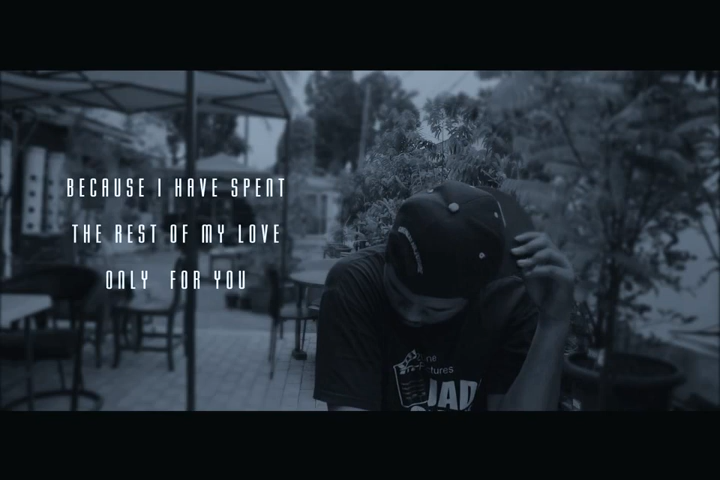 BECAUSE I HAVE SPENT
THE REST OF MY LOVE
ONLY FOR YOU